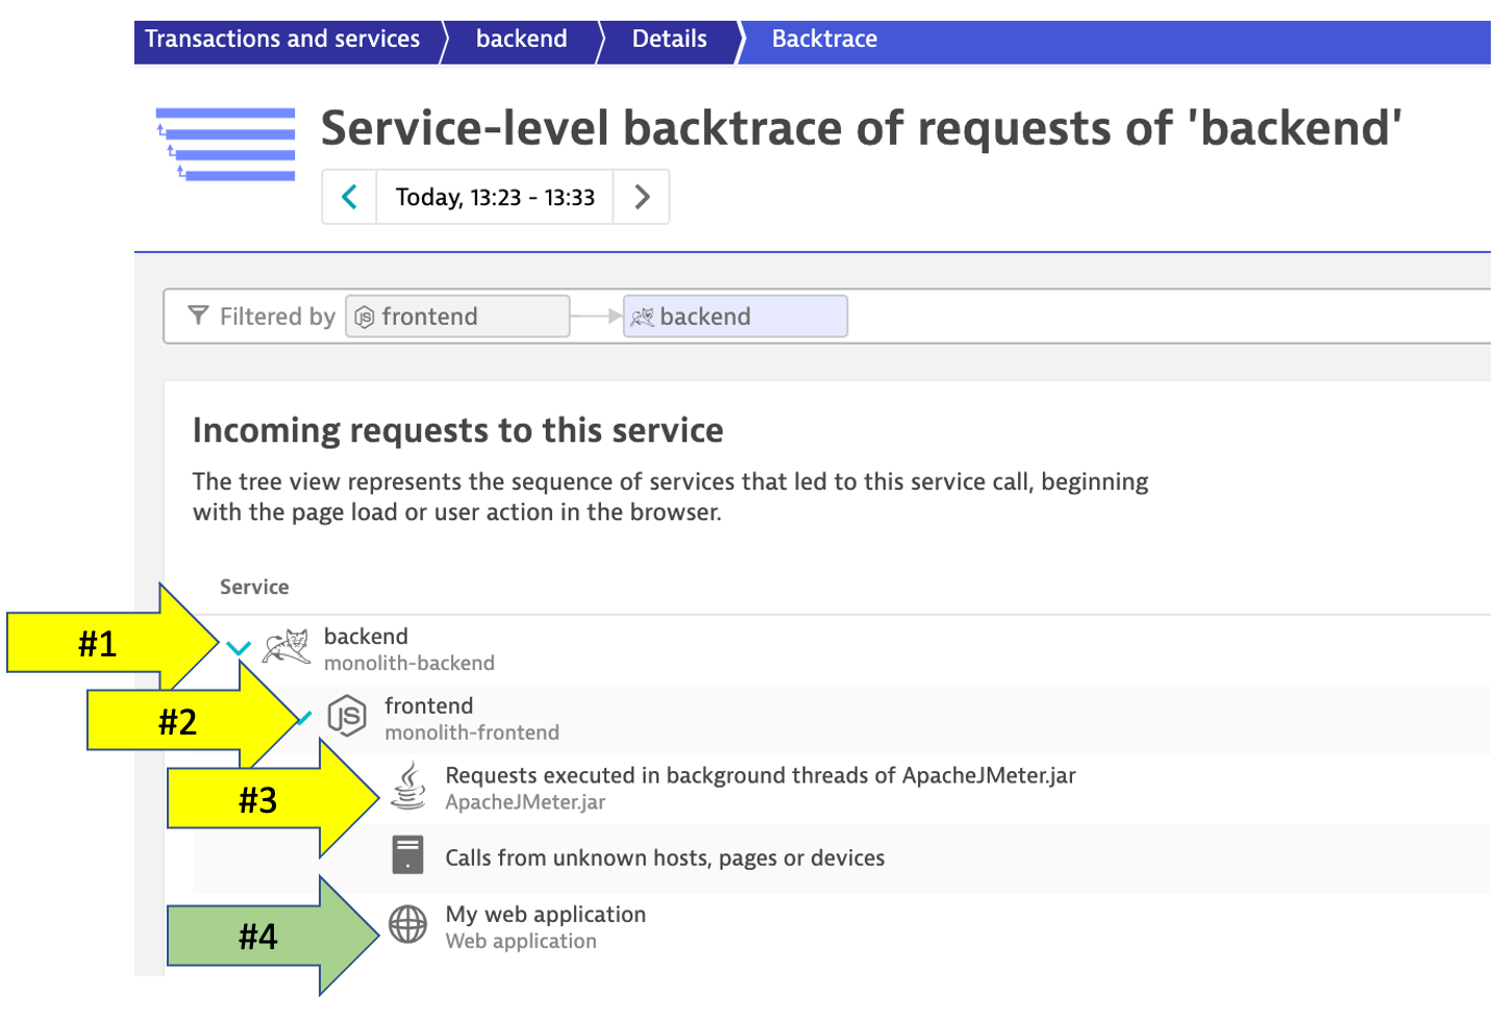 Transactions and services backend Details Backtrace
Service-level backtrace of requests of 'backend'
Today, 13:23 - 13:33
Filtered by JS frontend backend
Incoming requests to this service
The tree view represents the sequence of services that led to this service call, beginning
with the page load or user action in the browser.
Service
#1 backend
monolith-backend
#2 JS frontend
monolith-frontend
#3 Requests executed in background threads of ApacheJMeter.jar
ApacheJMeter.jar
Calls from unknown hosts, pages or devices
#4 My web application
Web application